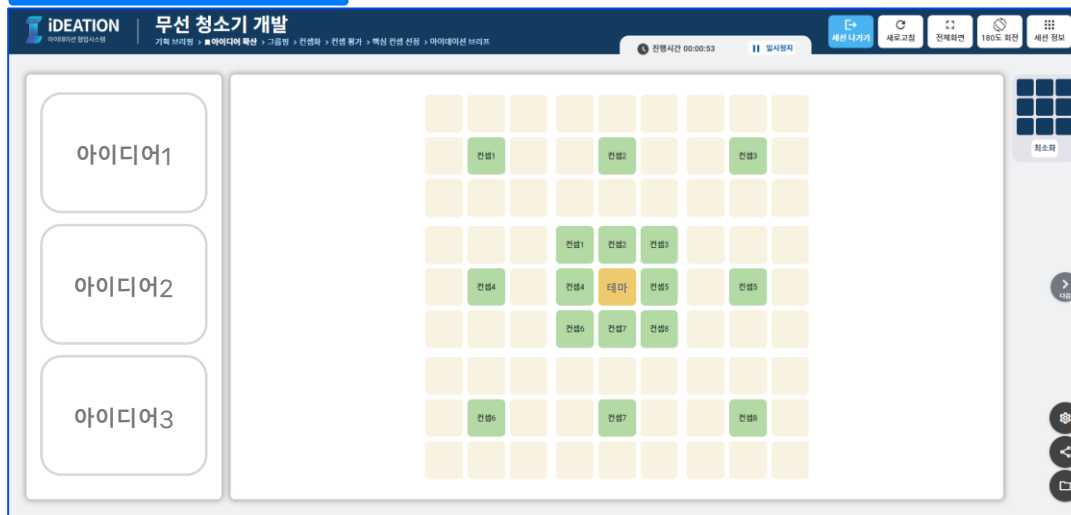 iDEATION
아이데이션 협업시스템
무선 청소기 개발
기획 브리핑 › ■아이디어 확산 › 그룹핑 › 컨셉화 › 컨셉 평가 › 핵심 컨셉 선정 › 아이데이션 브리프
진행시간 00:00:53
일시정지
세션 나가기
새로고침
전체화면
180도 회전
세션 정보
아이디어1
아이디어2
아이디어3
컨셉1
컨셉2
컨셉3
컨셉1 컨셉2 컨셉3
컨셉4
컨셉4 테마 컨셉5
컨셉5
컨셉6 컨셉7 컨셉8
컨셉6
컨셉7
컨셉8
최소화
다음